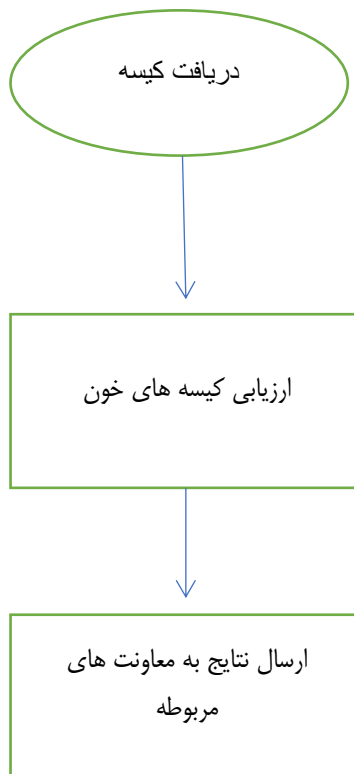 دریافت کیسه
ارزیابی کیسه های خون
ارسال نتایج به معاونت های
مربوطه